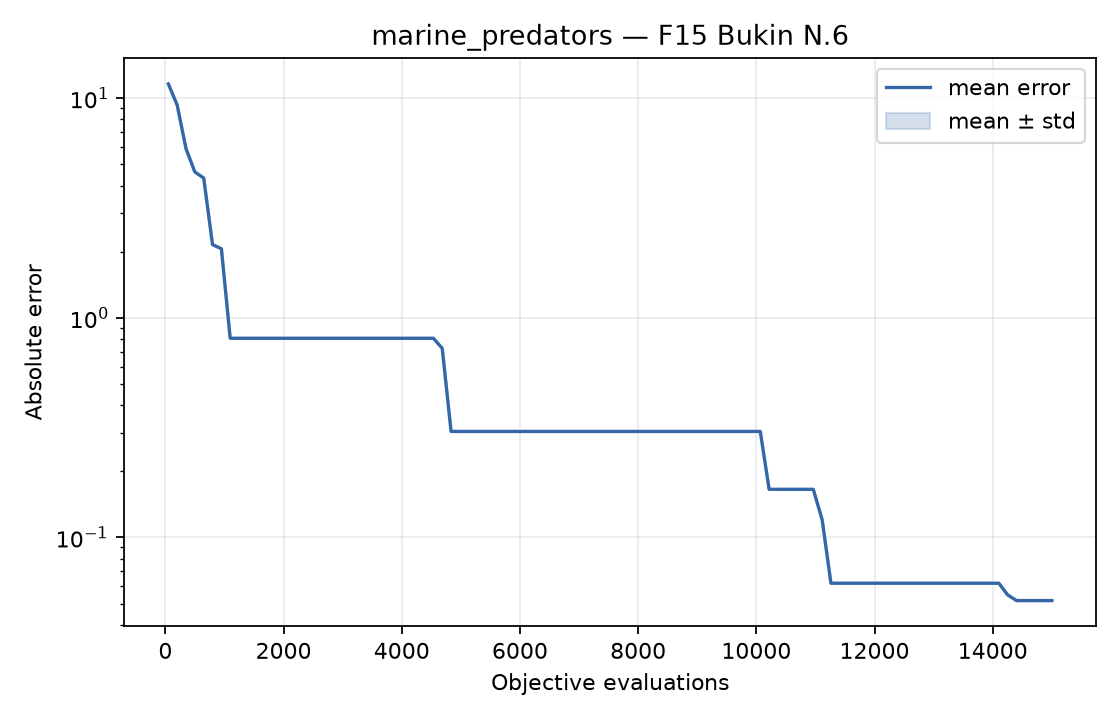 marine_predators — F15 Bukin N.6
mean error
mean ± std
Absolute error
10¹
10⁰
10⁻¹
0 2000 4000 6000 8000 10000 12000 14000
Objective evaluations